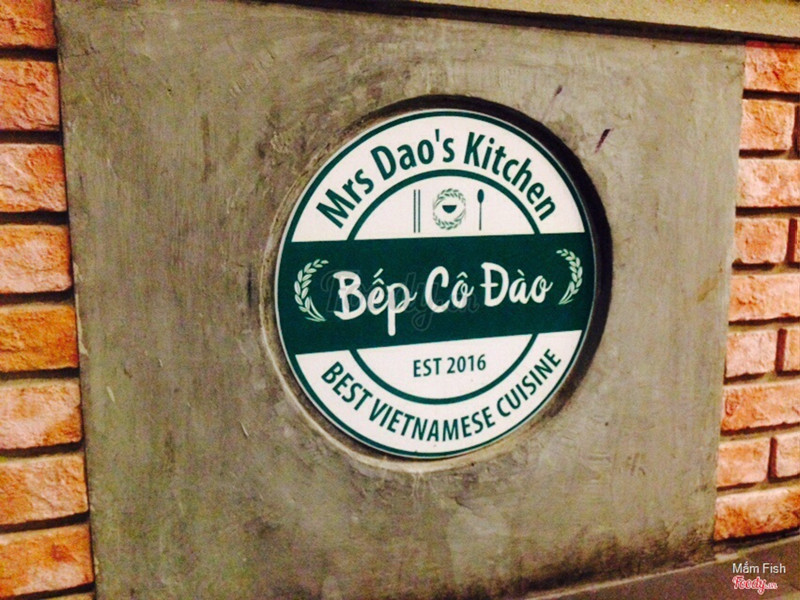 Mrs Dao's Kitchen
Bếp Cô Đào
EST 2016
BEST VIETNAMESE CUISINE
Mắm Fish
Foody.vn